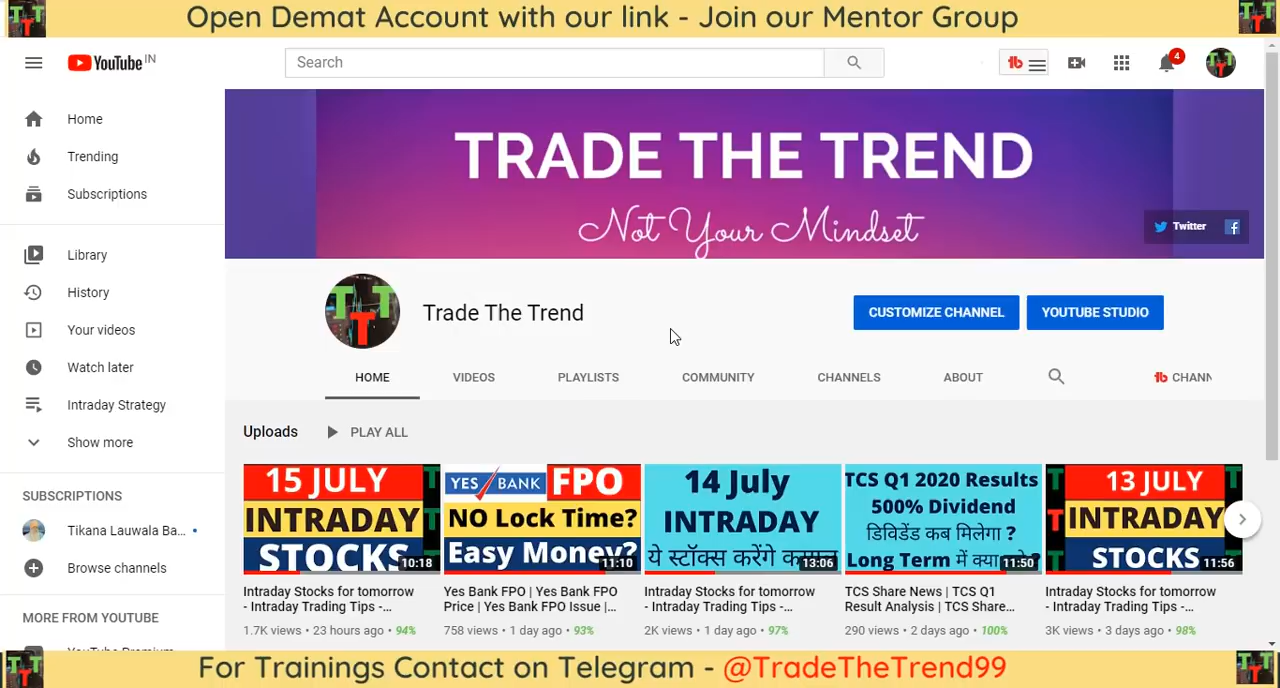 Open Demat Account with our link - Join our Mentor Group
YouTube IN
Search
4
Home
Trending
Subscriptions
Library
History
Your videos
Watch later
Intraday Strategy
Show more
SUBSCRIPTIONS
Tikana Lauwala Ba...
Browse channels
MORE FROM YOUTUBE
TRADE THE TREND
Not Your Mindset
Twitter
TTT
Trade The Trend
CUSTOMIZE CHANNEL
YOUTUBE STUDIO
HOME
VIDEOS
PLAYLISTS
COMMUNITY
CHANNELS
ABOUT
CHANN
Uploads
PLAY ALL
15 JULY
INTRADAY
STOCKS
10:18
Intraday Stocks for tomorrow
- Intraday Trading Tips -...
1.7K views • 23 hours ago • 94%
YES BANK FPO
NO Lock Time?
Easy Money?
11:10
Yes Bank FPO | Yes Bank FPO
Price | Yes Bank FPO Issue |...
758 views • 1 day ago • 93%
14 July
INTRADAY
ये स्टॉक्स करेंगे
13:06
Intraday Stocks for tomorrow
- Intraday Trading Tips -...
2K views • 1 day ago • 97%
TCS Q1 2020 Results
500% Dividend
डिविडेंड कब मिलेगा ?
Long Term में
11:50
TCS Share News | TCS Q1
Result Analysis | TCS Share...
290 views • 2 days ago • 100%
13 JULY
INTRADAY
STOCKS
11:56
Intraday Stocks for tomorrow
- Intraday Trading Tips -...
3K views • 3 days ago • 98%
For Trainings Contact on Telegram - @TradeTheTrend99